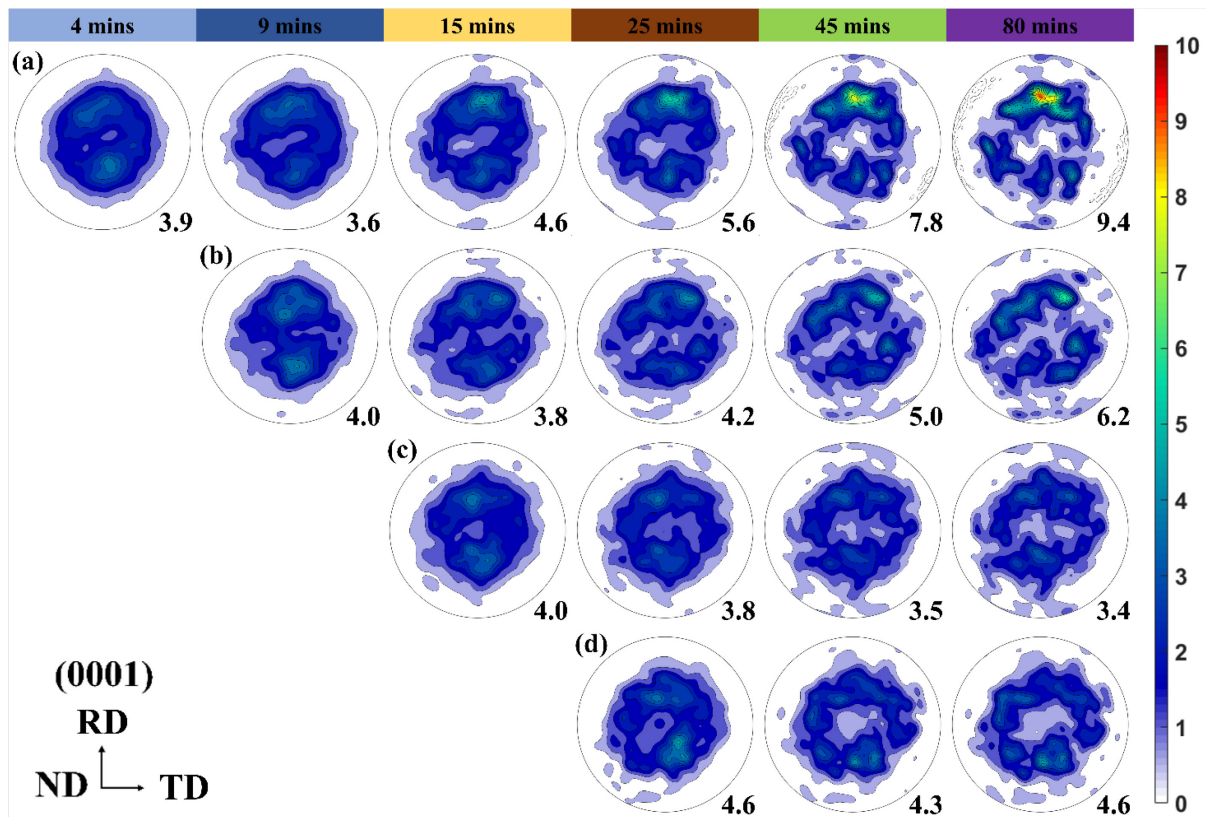 4 mins 9 mins 15 mins 25 mins 45 mins 80 mins
(a)
3.9 3.6 4.6 5.6 7.8 9.4
(b)
4.0 3.8 4.2 5.0 6.2
(c)
4.0 3.8 3.5 3.4
(d)
4.6 4.3 4.6
(0001)
RD
ND TD
10
9
8
7
6
5
4
3
2
1
0